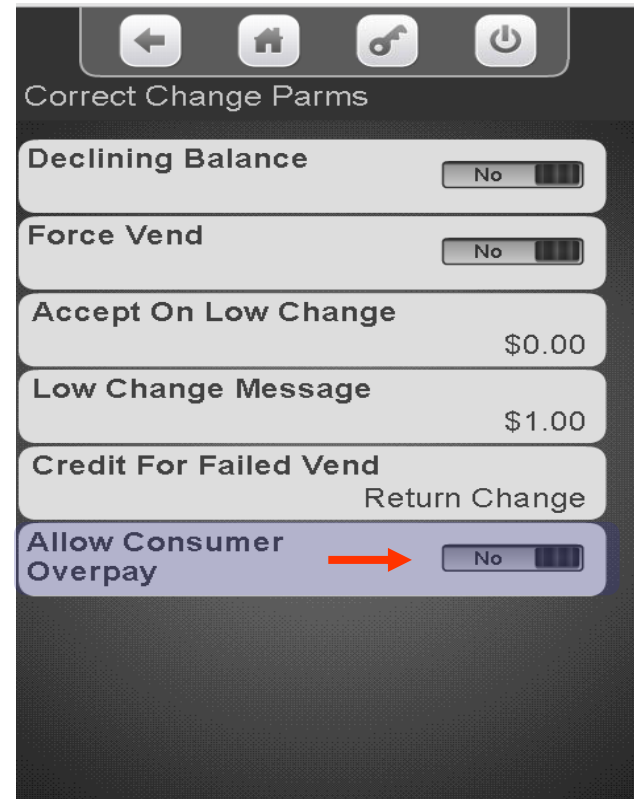 Correct Change Parms
Declining Balance
No
Force Vend
No
Accept On Low Change
$0.00
Low Change Message
$1.00
Credit For Failed Vend
Return Change
Allow Consumer
Overpay
No